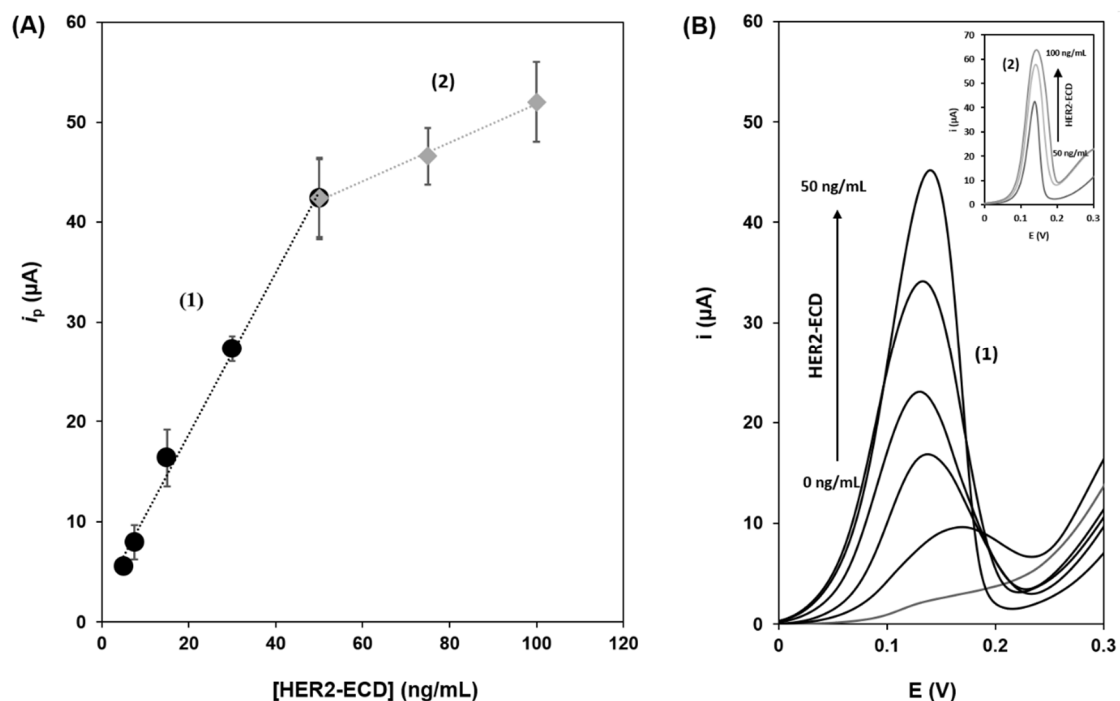 (A)
60
50
40
30
20
10
0
iₚ (µA)
(1)
(2)
0 20 40 60 80 100 120
[HER2-ECD] (ng/mL)
(B)
60
50
40
30
20
10
0
i (µA)
50 ng/mL
HER2-ECD
0 ng/mL
(1)
0 0.1 0.2 0.3
E (V)
70
60
50
40
30
20
10
0
i (µA)
(2)
100 ng/mL
HER2-ECD
50 ng/mL
0 0.1 0.2 0.3
E (V)